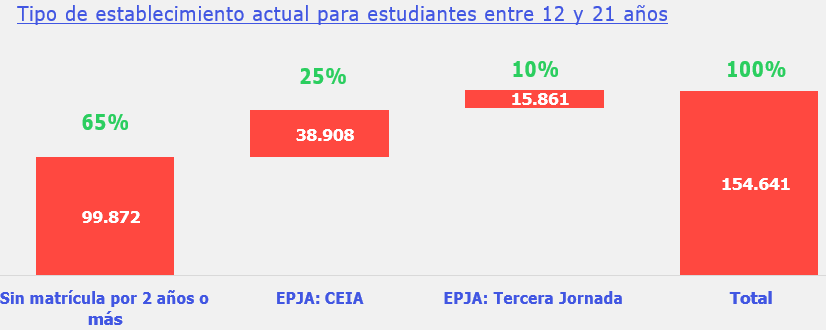 Tipo de establecimiento actual para estudiantes entre 12 y 21 años
65%
25%
10%
100%
99.872
38.908
15.861
154.641
Sin matrícula por 2 años o
más
EPJA: CEIA
EPJA: Tercera Jornada
Total